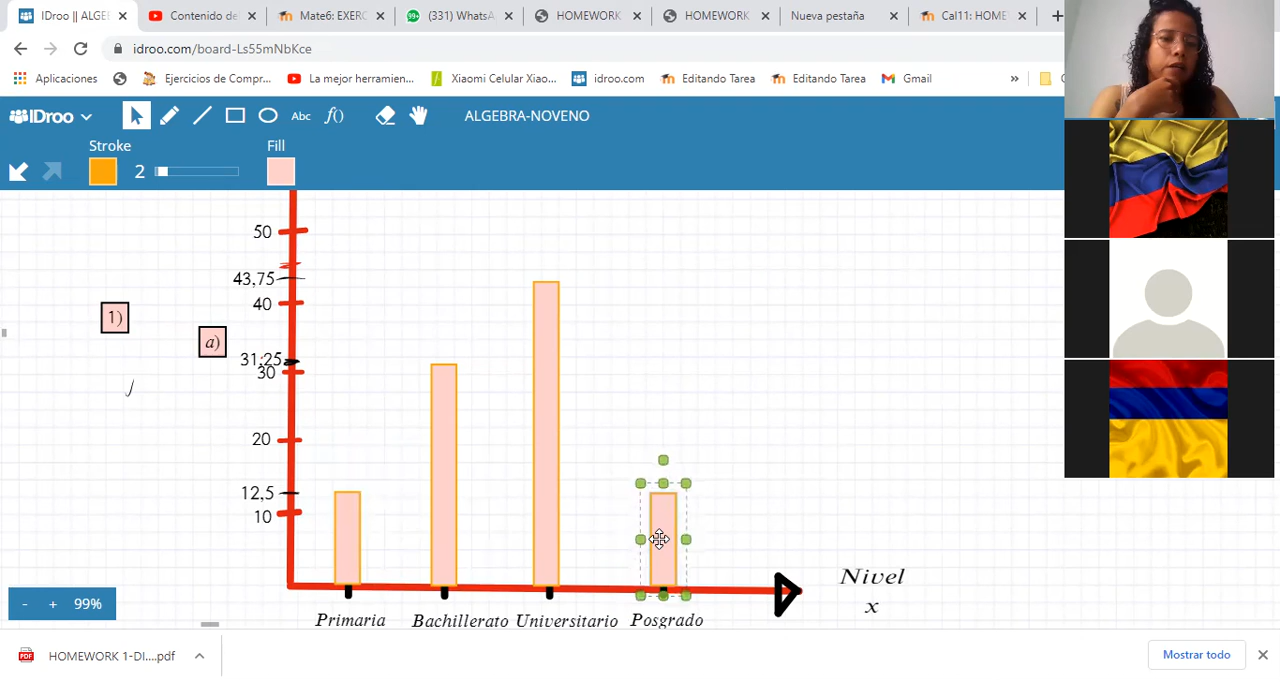 IDroo || ALGE
Contenido de
Mate6: EXERC
99+
(331) WhatsA
HOMEWORK
HOMEWORK
Nueva pestaña
Cal11: HOME
idroo.com/board-Ls55mNbKce
Aplicaciones
Ejercicios de Compr...
La mejor herramien...
Xiaomi Celular Xiao...
idroo.com
Editando Tarea
Editando Tarea
Gmail
»
IDroo
Abc
f()
ALGEBRA-NOVENO
Stroke
2
Fill
50
43,75
40
1)
a)
31,25
30
20
12,5
10
Nivel
x
- + 99%
Primaria
Bachillerato
Universitario
Posgrado
HOMEWORK 1-DI....pdf
Mostrar todo